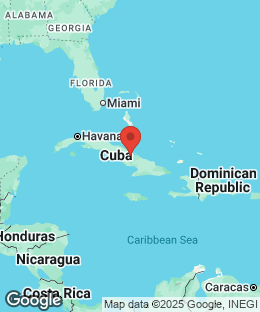 ALABAMA
GEORGIA
FLORIDA
Miami
Havana
Cuba
Dominican
Republic
Caribbean Sea
Honduras
Nicaragua
Costa Rica
Caracas
Google
Map data ©2025 Google, INEGI